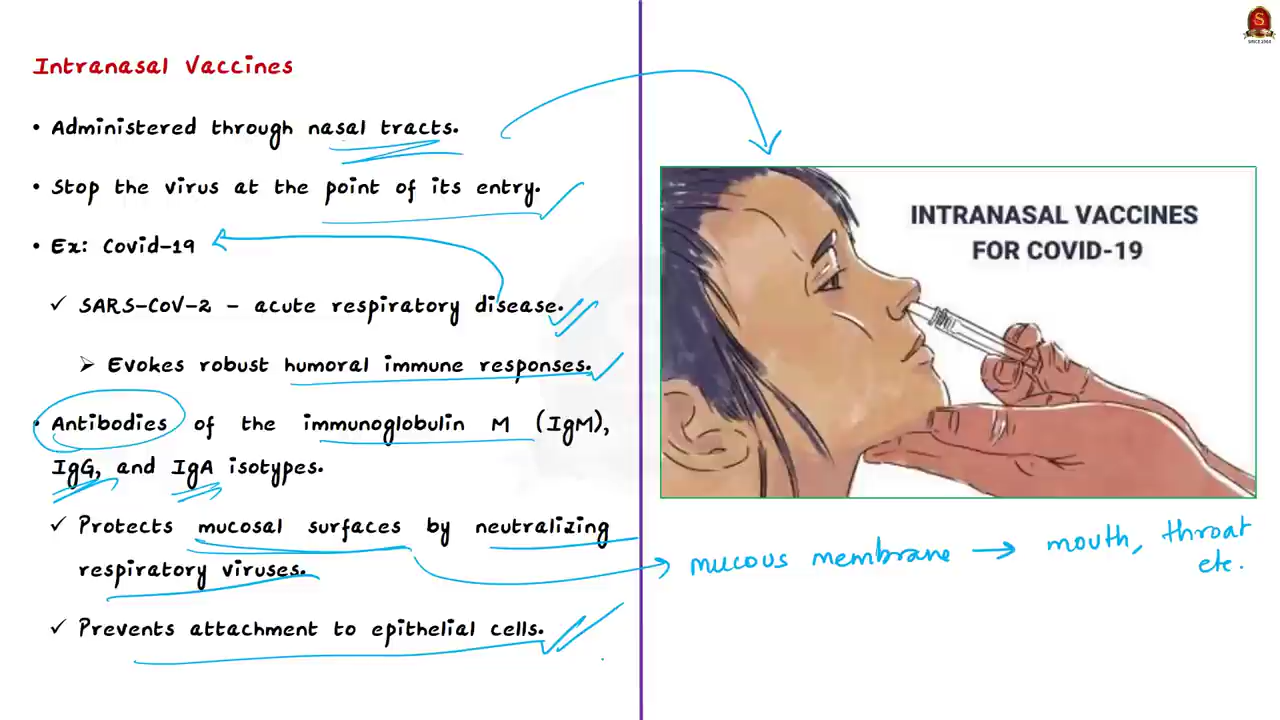 Intranasal Vaccines
• Administered through nasal tracts.
• Stop the virus at the point of its entry.
• Ex: Covid-19
✓ SARS-CoV-2 - acute respiratory disease.
➢ Evokes robust humoral immune responses.
• Antibodies of the immunoglobulin M (IgM),
IgG, and IgA isotypes.
✓ Protects mucosal surfaces by neutralizing
respiratory viruses.
✓ Prevents attachment to epithelial cells.
INTRANASAL VACCINES
FOR COVID-19
mucous membrane → mouth, throat
etc.
S
SINCE 2004